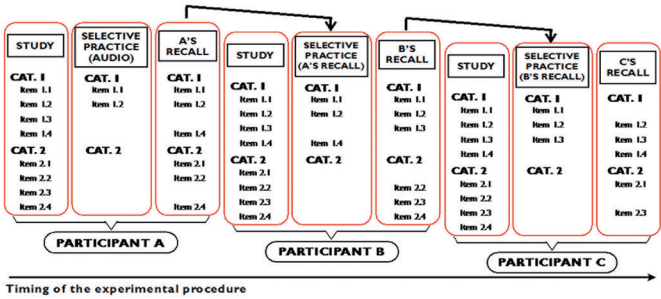 STUDY
CAT. 1
Item 1.1
Item 1.2
Item 1.3
Item 1.4
CAT. 2
Item 2.1
Item 2.2
Item 2.3
Item 2.4
SELECTIVE
PRACTICE
(AUDIO)
CAT. 1
Item 1.1
Item 1.2
CAT. 2
A'S
RECALL
CAT. 1
Item 1.1
Item 1.2
Item 1.4
CAT. 2
Item 2.1
Item 2.2
Item 2.4
PARTICIPANT A
STUDY
CAT. 1
Item 1.1
Item 1.2
Item 1.3
Item 1.4
CAT. 2
Item 2.1
Item 2.2
Item 2.3
Item 2.4
SELECTIVE
PRACTICE
(A'S RECALL)
CAT. 1
Item 1.1
Item 1.2
Item 1.4
CAT. 2
B'S
RECALL
CAT. 1
Item 1.1
Item 1.2
Item 1.3
CAT. 2
Item 2.2
Item 2.3
Item 2.4
PARTICIPANT B
STUDY
CAT. 1
Item 1.1
Item 1.2
Item 1.3
Item 1.4
CAT. 2
Item 2.1
Item 2.2
Item 2.3
Item 2.4
SELECTIVE
PRACTICE
(B'S RECALL)
CAT. 1
Item 1.1
Item 1.2
Item 1.3
CAT. 2
C'S
RECALL
CAT. 1
Item 1.2
Item 1.3
Item 1.4
CAT. 2
Item 2.1
Item 2.3
PARTICIPANT C
Timing of the experimental procedure